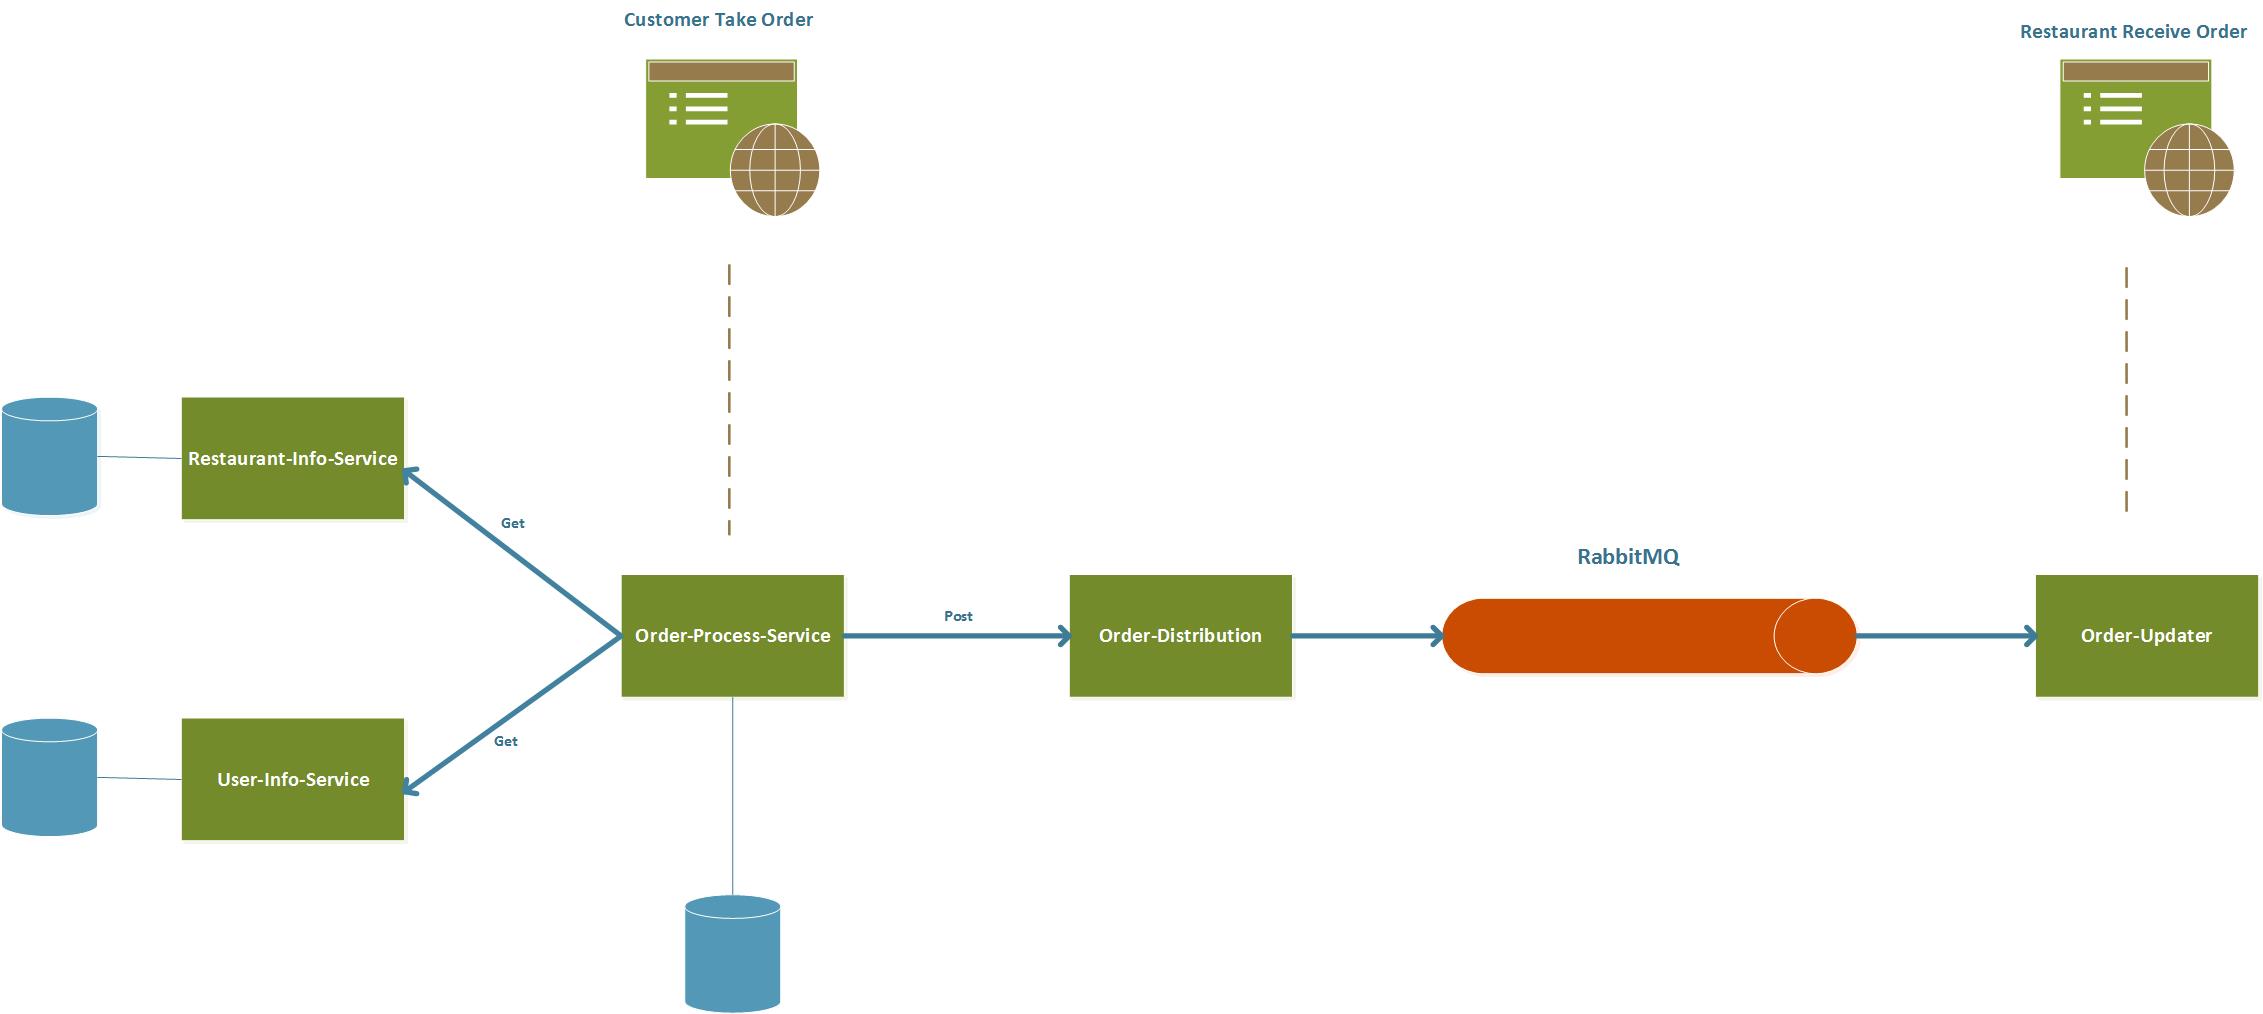 Customer Take Order
Restaurant Receive Order
Restaurant-Info-Service
Get
RabbitMQ
Post
Order-Process-Service
Order-Distribution
Order-Updater
Get
User-Info-Service